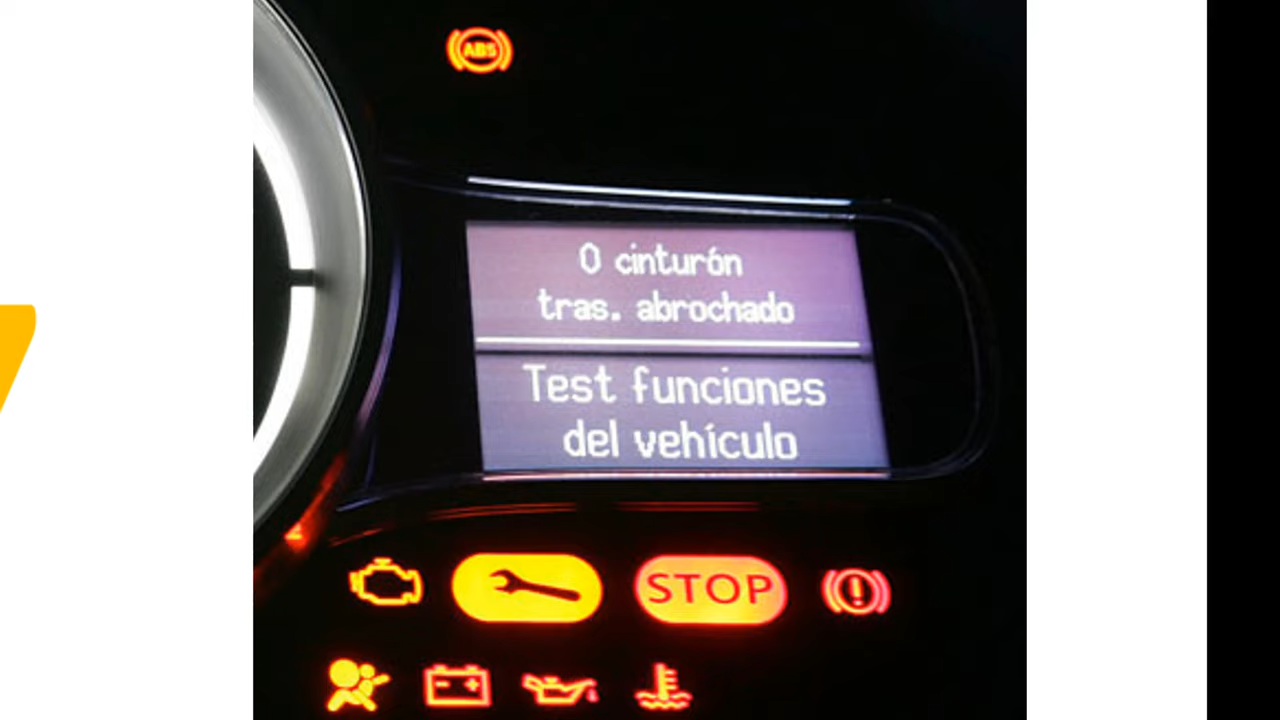 ABS
0 cinturón
tras. abrochado
Test funciones
del vehículo
STOP